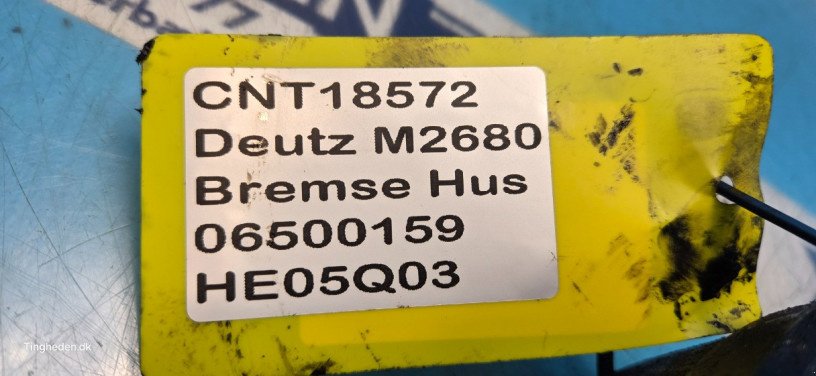 CNT18572
Deutz M2680
Bremse Hus
06500159
HE05Q03
Tingheden.dk